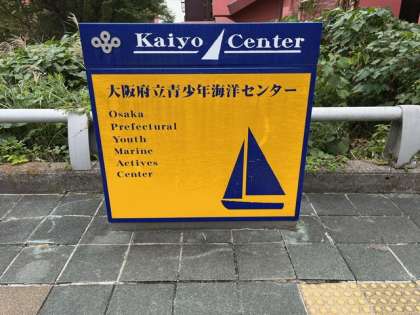 Kaiyo Center
大阪府立青少年海洋センター
Osaka
Prefectural
Youth
Marine
Actives
Center